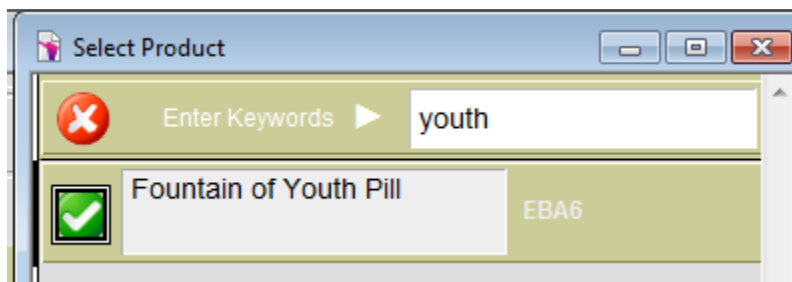 Select Product
Enter Keywords youth
Fountain of Youth Pill
EBA6